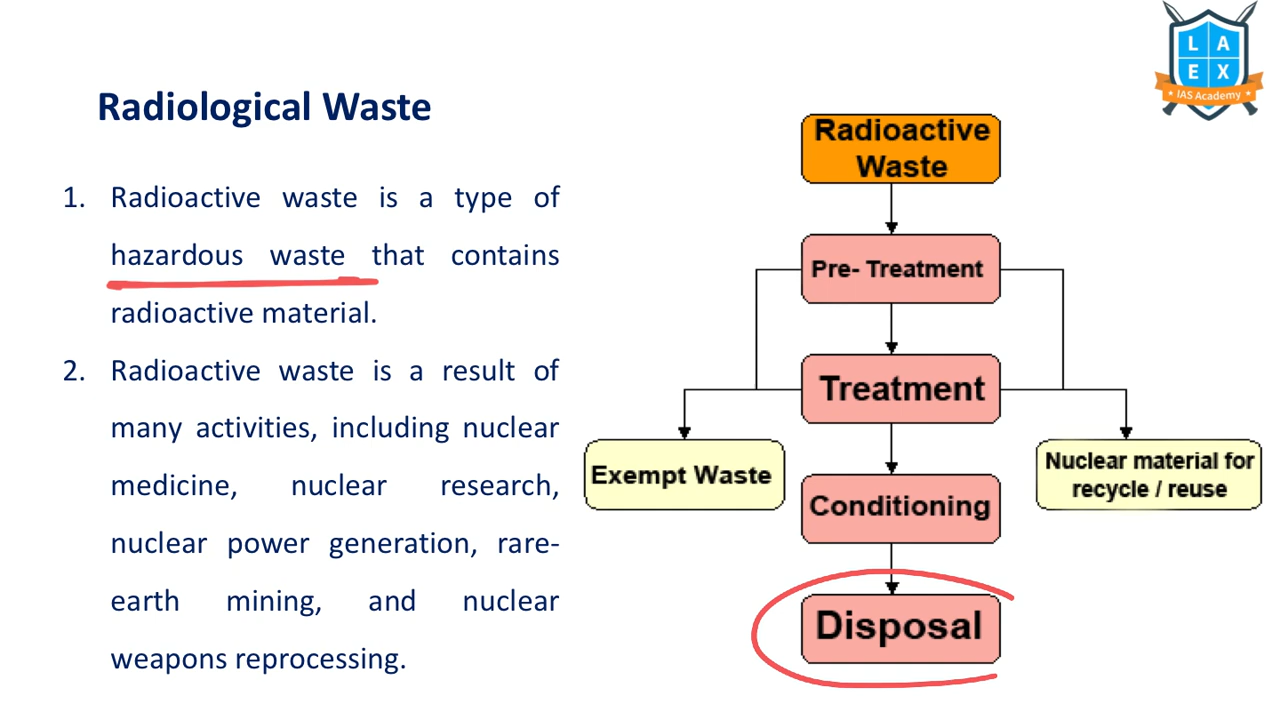 L A
E X
IAS Academy
Radiological Waste
1. Radioactive waste is a type of
hazardous waste that contains
radioactive material.
2. Radioactive waste is a result of
many activities, including nuclear
medicine, nuclear research,
nuclear power generation, rare-
earth mining, and nuclear
weapons reprocessing.
Radioactive
Waste
Pre- Treatment
Treatment
Exempt Waste
Nuclear material for
recycle / reuse
Conditioning
Disposal